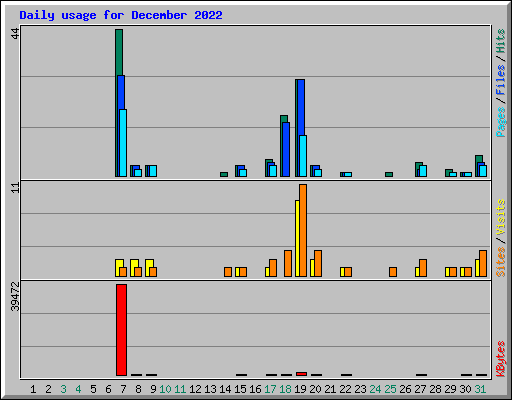 Daily usage for December 2022
44
Pages / Files / Hits
11
Sites / Visits
39472
KBytes
1 2 3 4 5 6 7 8 9 10 11 12 13 14 15 16 17 18 19 20 21 22 23 24 25 26 27 28 29 30 31